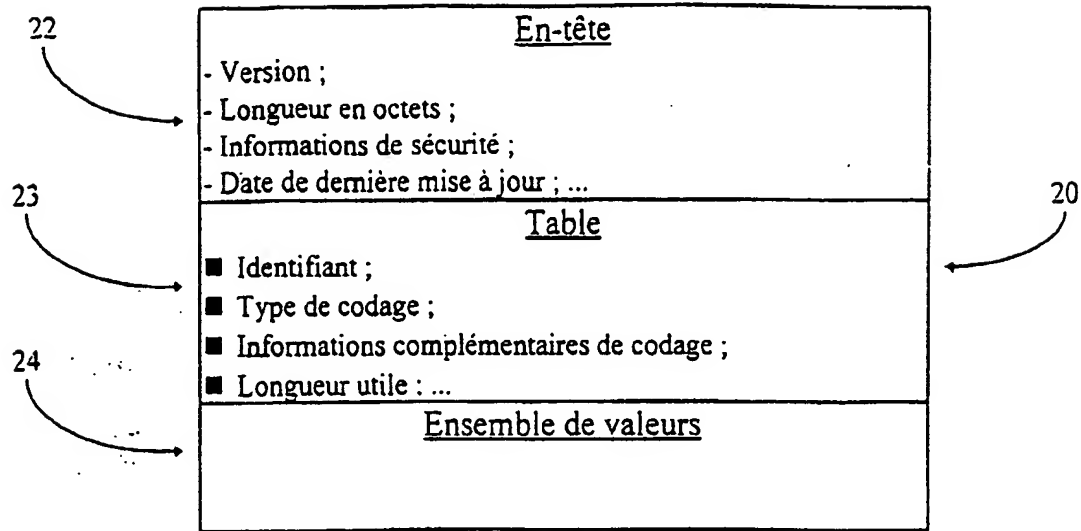 22
En-tête
- Version ;
- Longueur en octets ;
- Informations de sécurité ;
- Date de dernière mise à jour ; ...
23
20
Table
■ Identifiant ;
■ Type de codage ;
■ Informations complémentaires de codage ;
■ Longueur utile : ...
24
Ensemble de valeurs